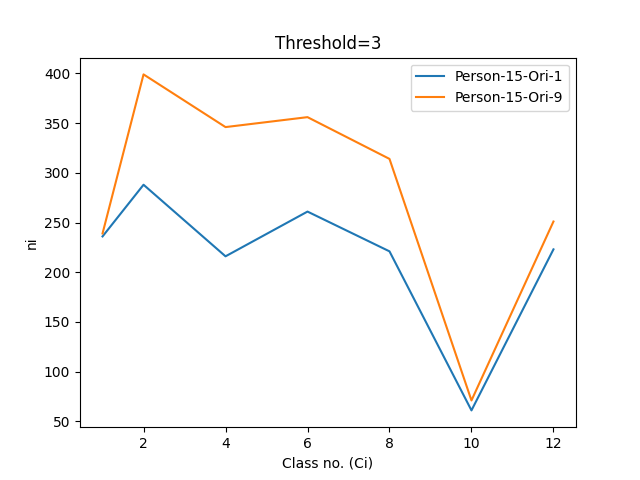 Threshold=3
Person-15-Ori-1
Person-15-Ori-9
400
350
300
250
200
150
100
50
ni
2 4 6 8 10 12
Class no. (Ci)